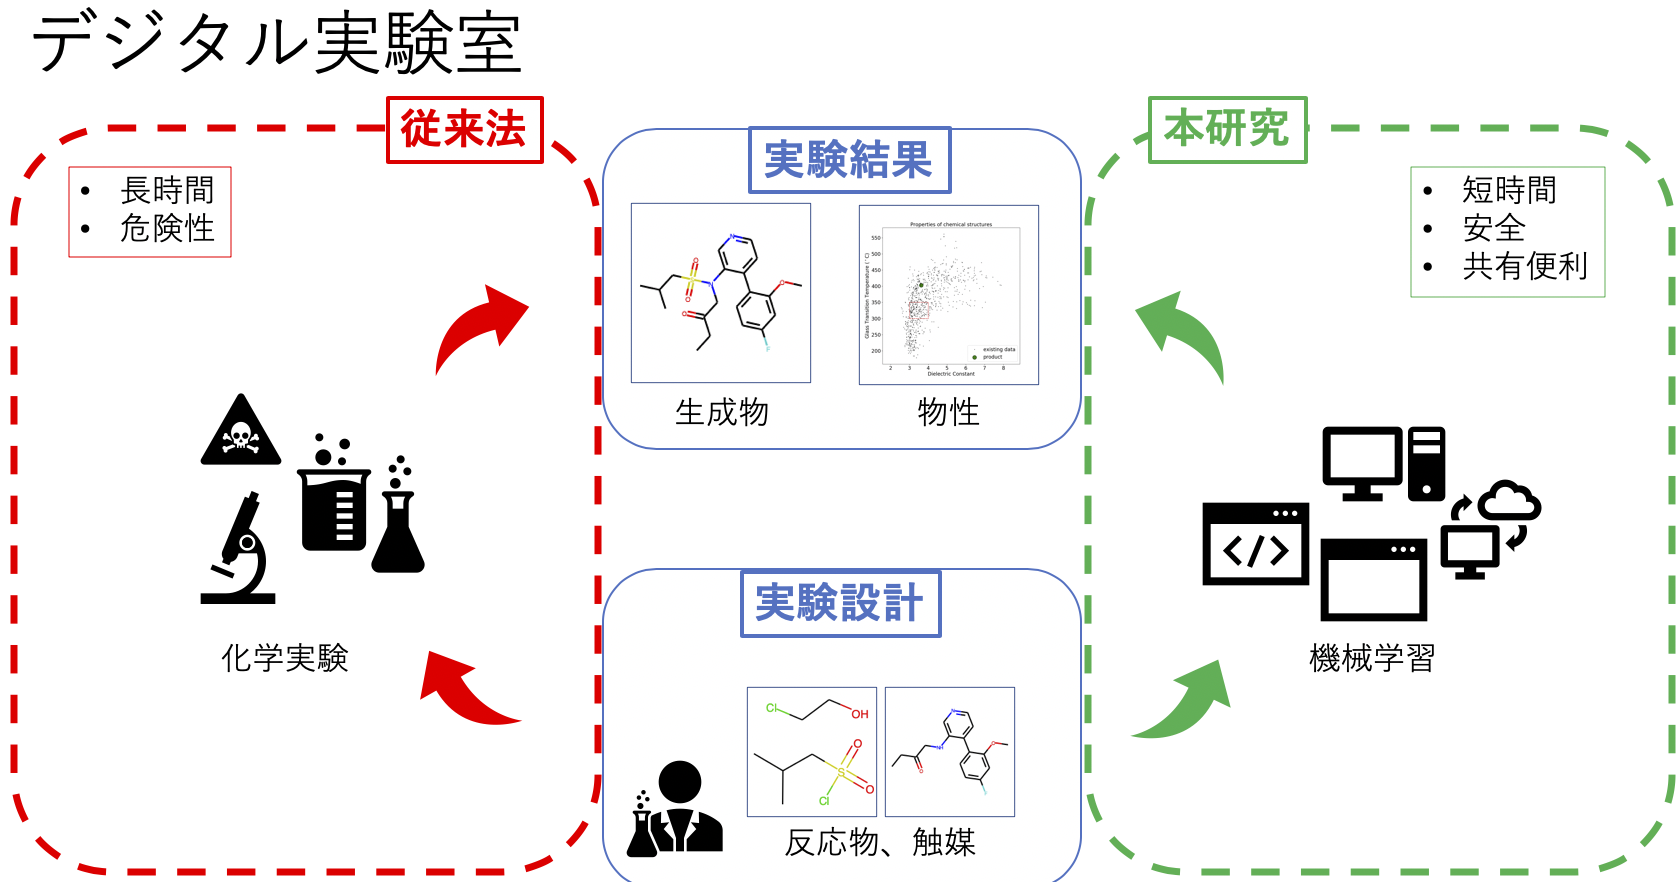 デジタル実験室
従来法
• 長時間
• 危険性
化学実験
実験結果
N
O
S
N
O
O
O
F
生成物
Properties of chemical structures
Glass Transition Temperature (°C)
550
500
450
400
350
300
250
200
existing data
product
2 3 4 5 6 7 8
Dielectric Constant
物性
実験設計
Cl
OH
O
S
O
Cl
N
NH
O
O
F
反応物、触媒
本研究
• 短時間
• 安全
• 共有便利
</>
機械学習